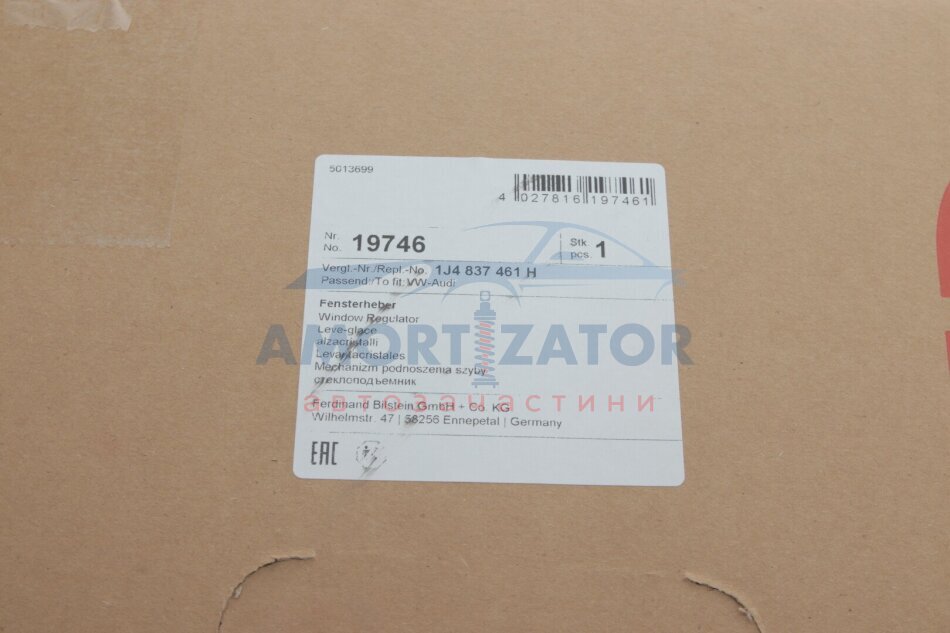 5013699
4 027816 197461
Nr.
No. 19746
Stk.
pcs. 1
Vergl.-Nr./Repl.-No. 1J4 837 461 H
Passend:/To fit: VW-Audi
Fensterheber
Window Regulator
Leve-glace
alzacristalli
Levantacristales
AMORTIZATOR
Mechanizm podnoszenia szyby
стеклоподъемник
автозапчастини
Ferdinand Bilstein GmbH + Co. KG
Wilhelmstr. 47 | 58256 Ennepetal | Germany
EAC